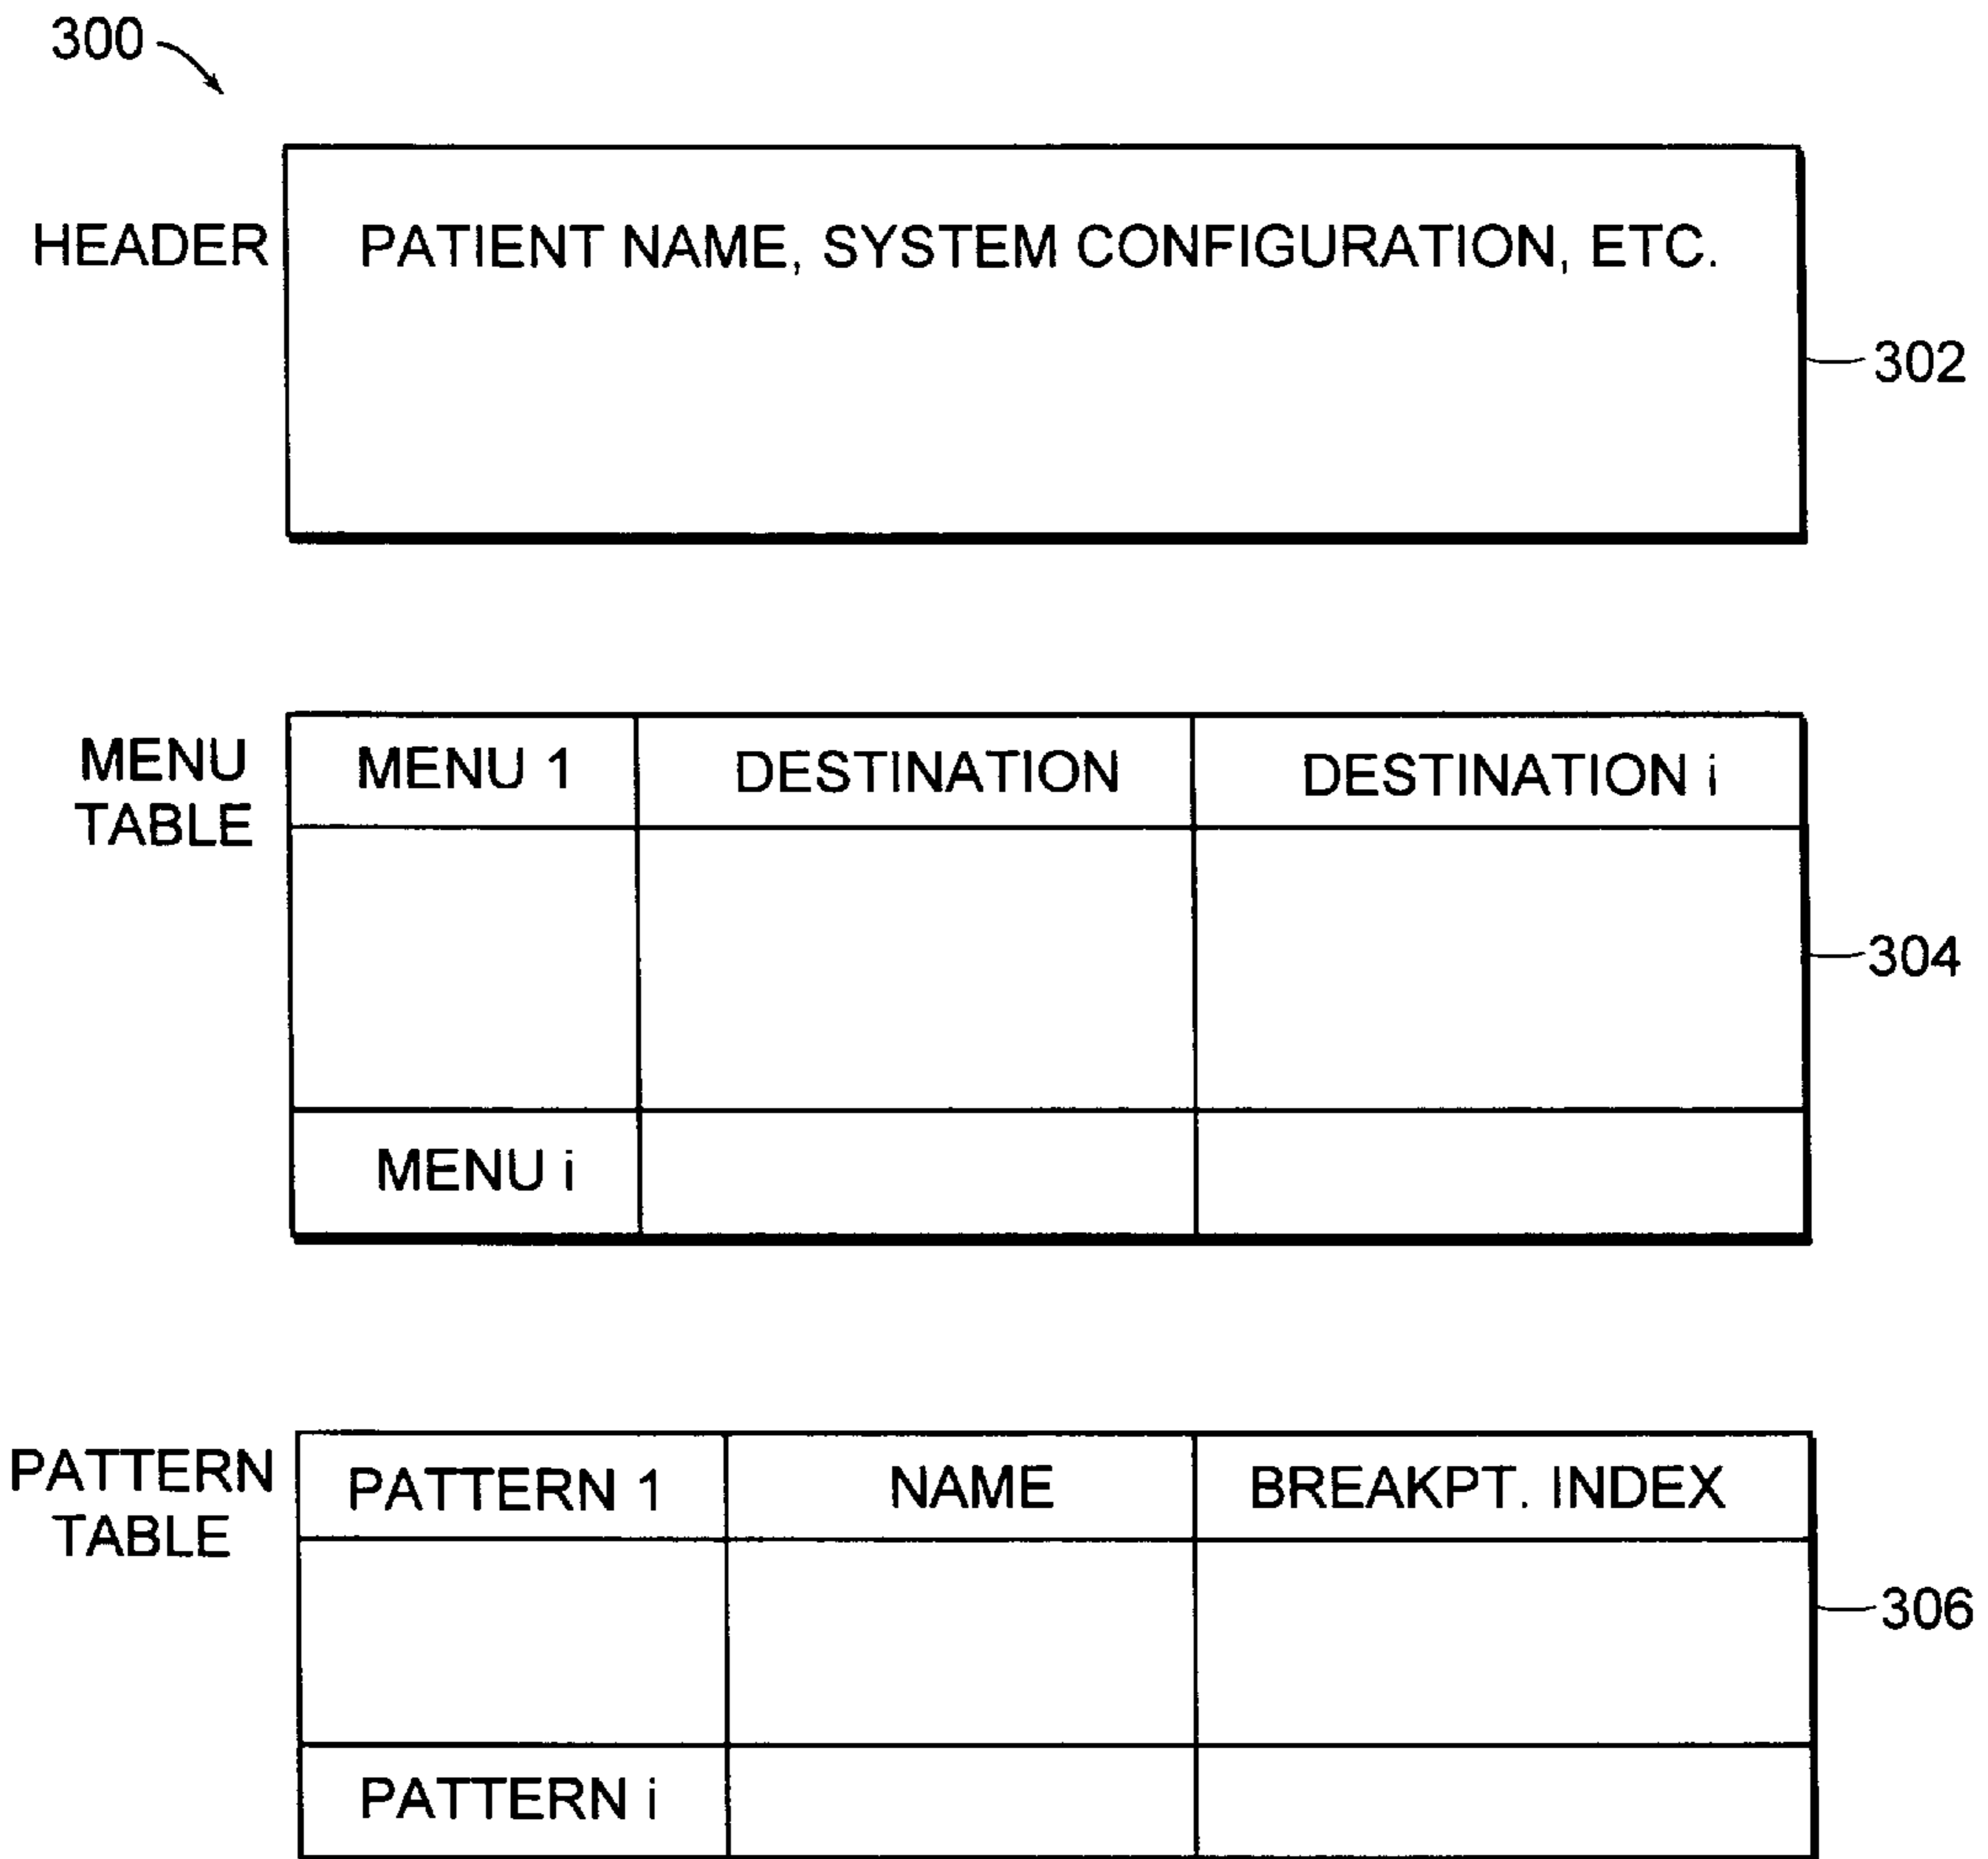 300
HEADER
PATIENT NAME, SYSTEM CONFIGURATION, ETC.
302
MENU
TABLE
MENU 1
DESTINATION
DESTINATION i
304
MENU i
PATTERN
TABLE
PATTERN 1
NAME
BREAKPT. INDEX
306
PATTERN i